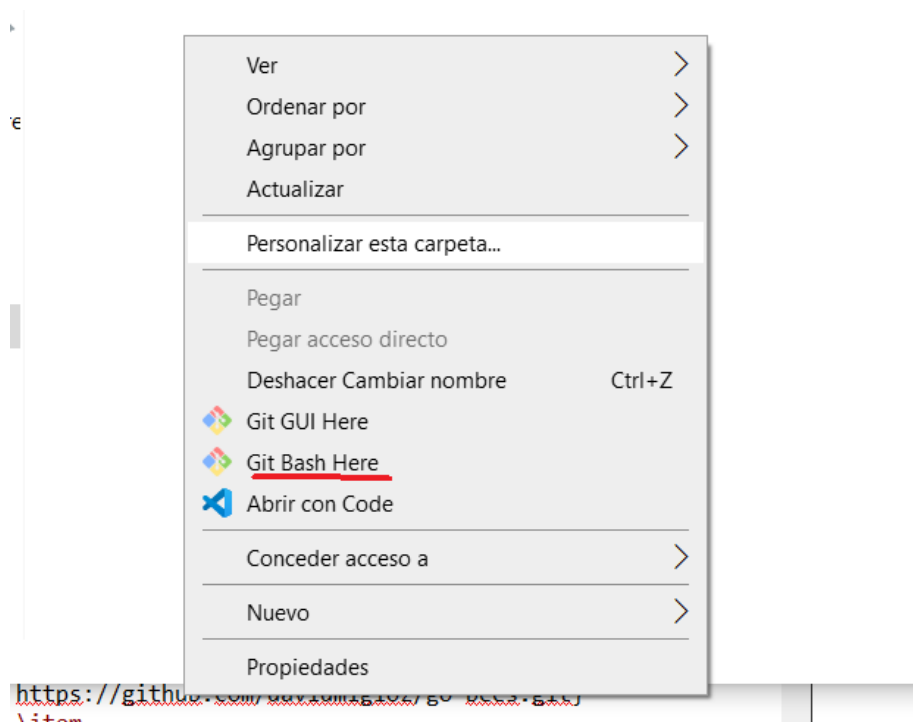 Ver
Ordenar por
Agrupar por
Actualizar
Personalizar esta carpeta...
Pegar
Pegar acceso directo
Deshacer Cambiar nombre Ctrl+Z
Git GUI Here
Git Bash Here
Abrir con Code
Conceder acceso a
Nuevo
Propiedades
\item